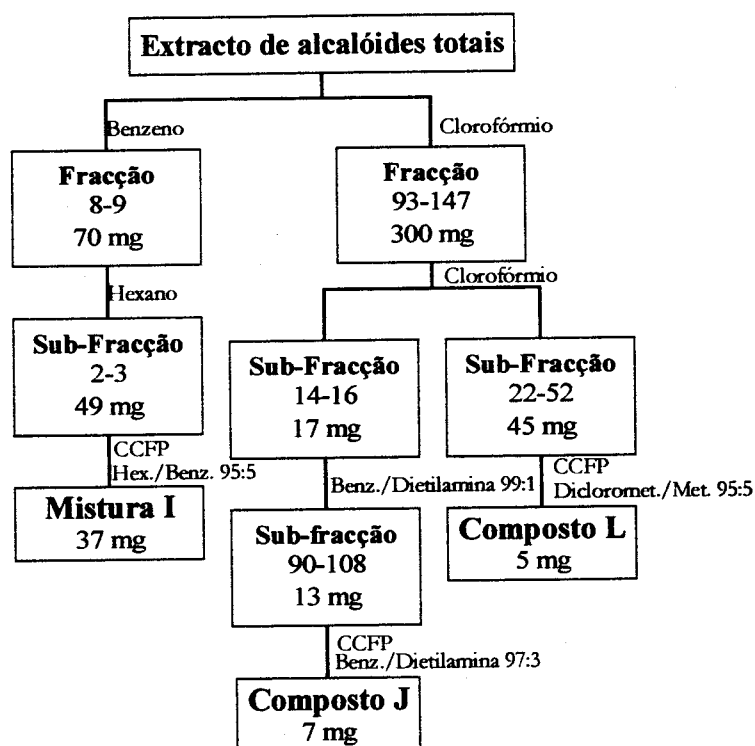 Extracto de alcalóides totais
Benzeno
Clorofórmio
Fracção
8-9
70 mg
Fracção
93-147
300 mg
Hexano
Clorofórmio
Sub-Fracção
2-3
49 mg
Sub-Fracção
14-16
17 mg
Sub-Fracção
22-52
45 mg
CCFP
Hex./Benz. 95:5
Benz./Dietilamina 99:1
CCFP
Dicloromet./Met. 95:5
Mistura I
37 mg
Sub-fracção
90-108
13 mg
Composto L
5 mg
CCFP
Benz./Dietilamina 97:3
Composto J
7 mg